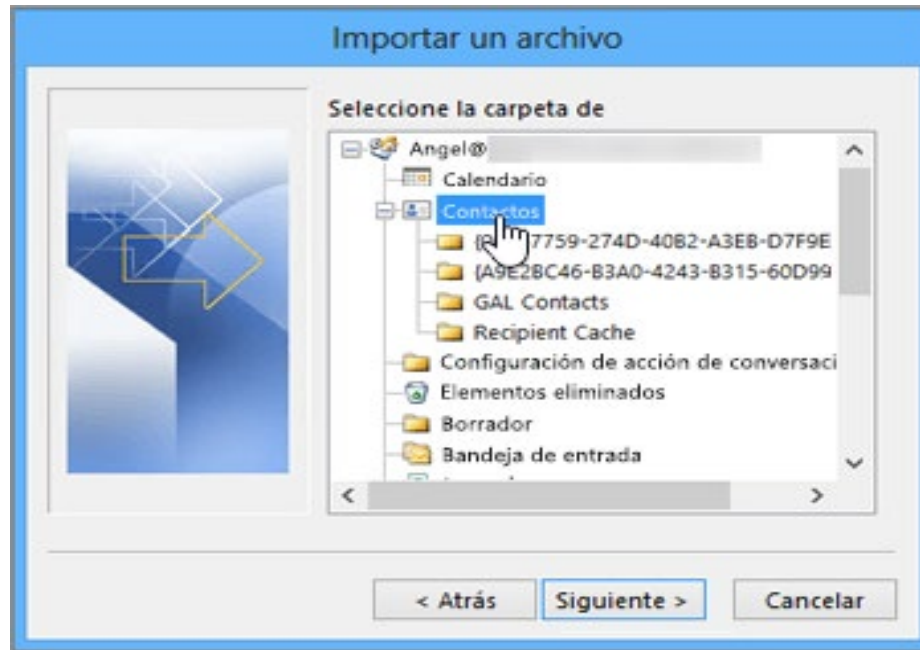 Importar un archivo
Seleccione la carpeta de
Angel@
Calendario
Contactos
7759-274D-40B2-A3EB-D7F9E
{A9E2BC46-B3A0-4243-B315-60D99
GAL Contacts
Recipient Cache
Configuración de acción de conversaci
Elementos eliminados
Borrador
Bandeja de entrada
< Atrás
Siguiente >
Cancelar